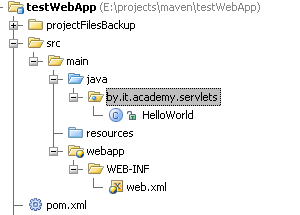 testWebApp (E:\projects\maven\testWebApp)
projectFilesBackup
src
main
java
by.it.academy.servlets
HelloWorld
resources
webapp
WEB-INF
web.xml
pom.xml